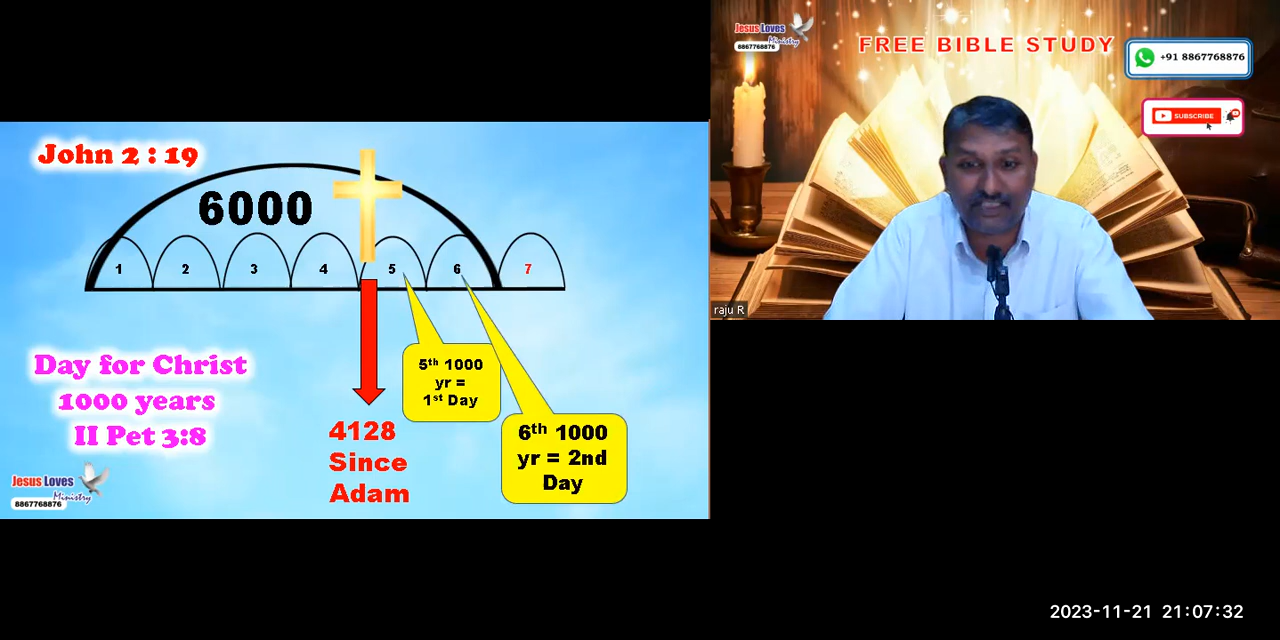 John 2 : 19
6000
1
2
3
4
5
6
7
Day for Christ
1000 years
II Pet 3:8
5th 1000
yr =
1st Day
6th 1000
yr = 2nd
Day
4128
Since
Adam
Jesus Loves
Ministry
8867768876
Jesus Loves
Ministry
8867768876
FREE BIBLE STUDY
+91 8867768876
SUBSCRIBE
raju R
2023-11-21 21:07:32